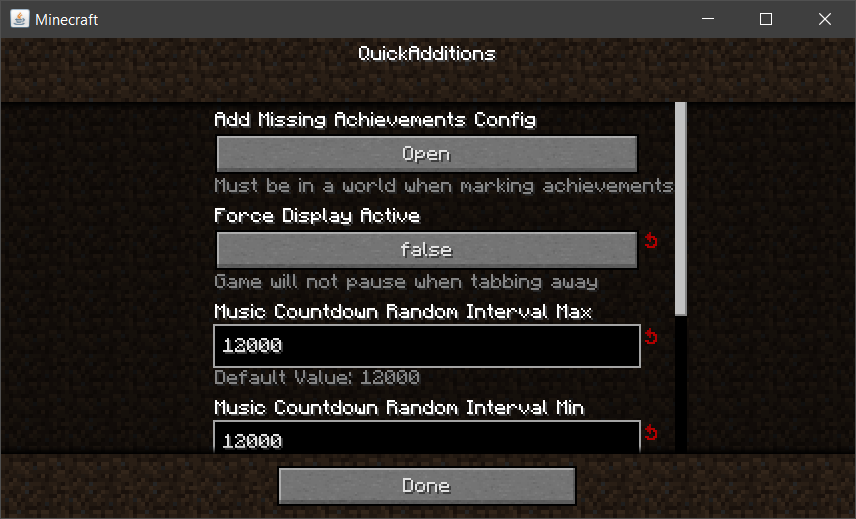 Minecraft
QuickAdditions
Add Missing Achievements Config
Open
Must be in a world when marking achievements
Force Display Active
false
Game will not pause when tabbing away
Music Countdown Random Interval Max
12000
Default Value: 12000
Music Countdown Random Interval Min
12000
Done